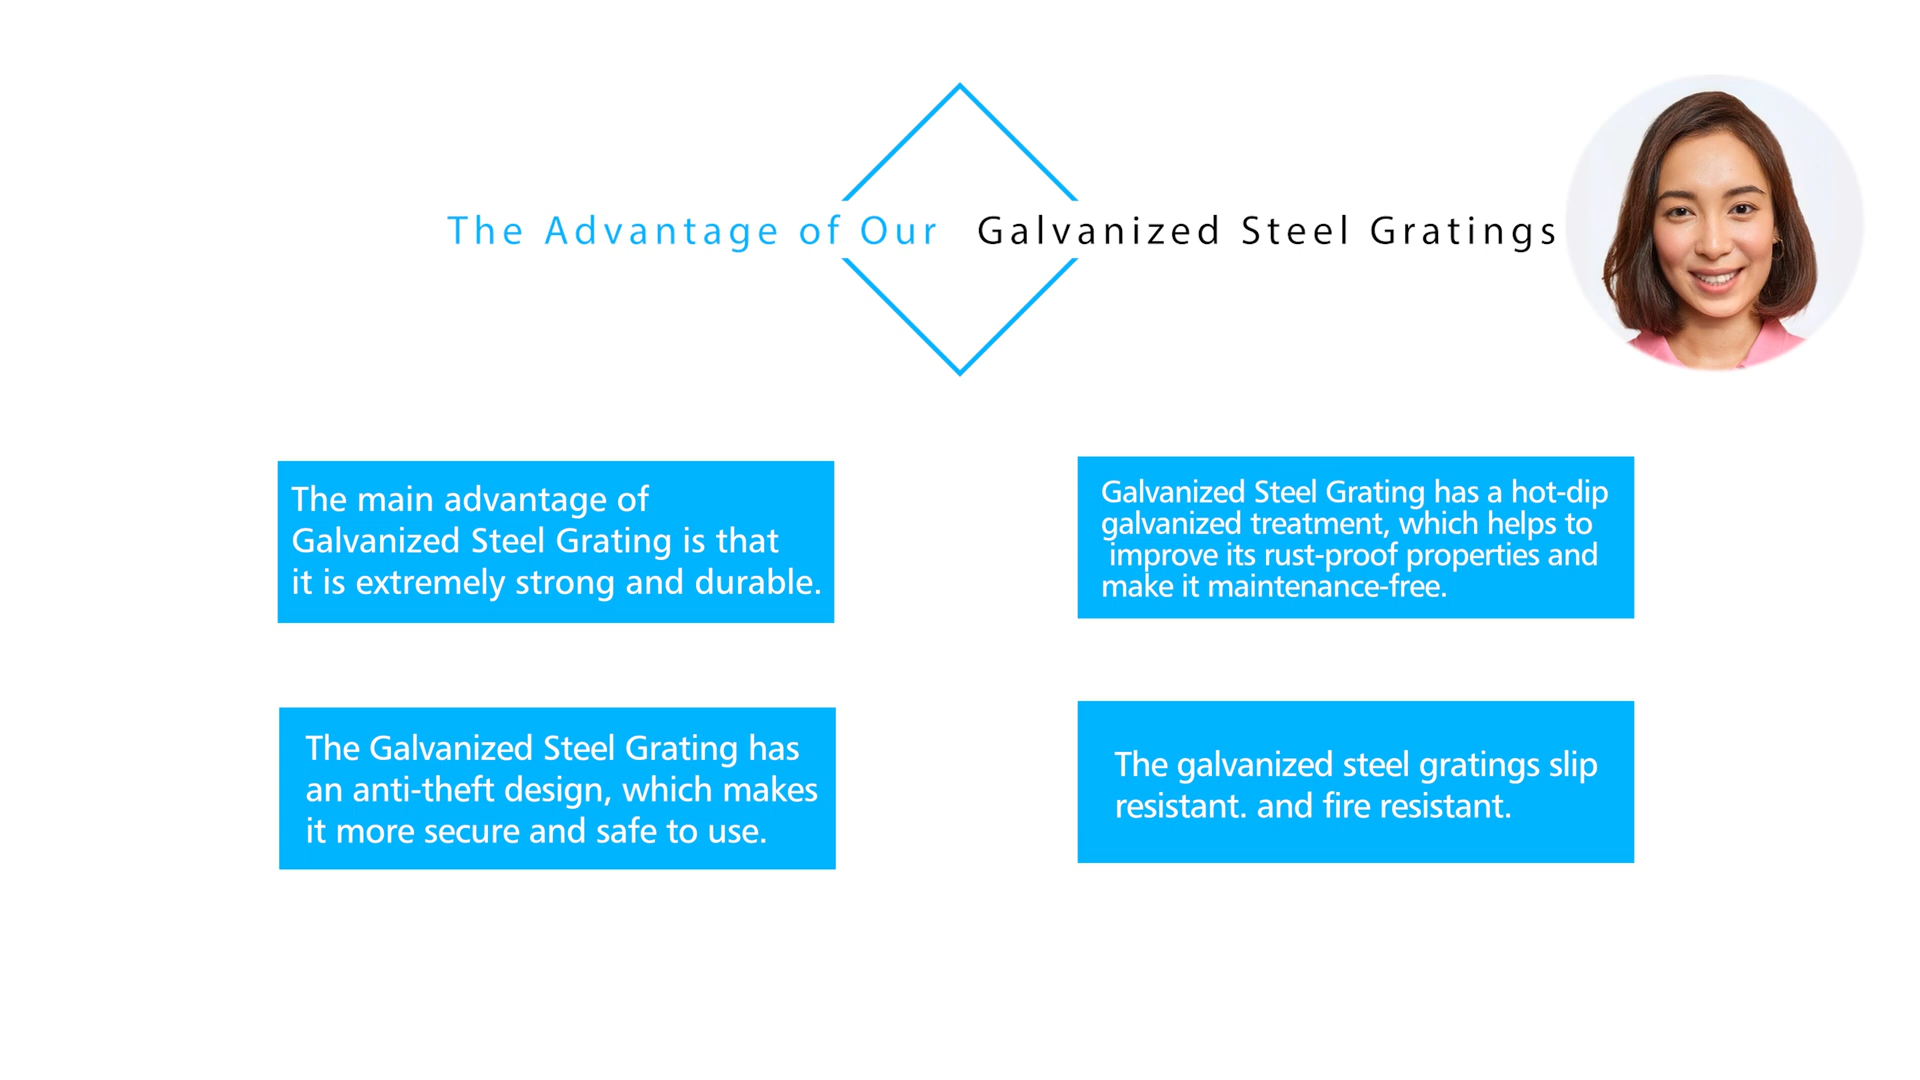 The Advantage of Our Galvanized Steel Gratings
The main advantage of
Galvanized Steel Grating is that
it is extremely strong and durable.
Galvanized Steel Grating has a hot-dip
galvanized treatment, which helps to
improve its rust-proof properties and
make it maintenance-free.
The Galvanized Steel Grating has
an anti-theft design, which makes
it more secure and safe to use.
The galvanized steel gratings slip
resistant. and fire resistant.